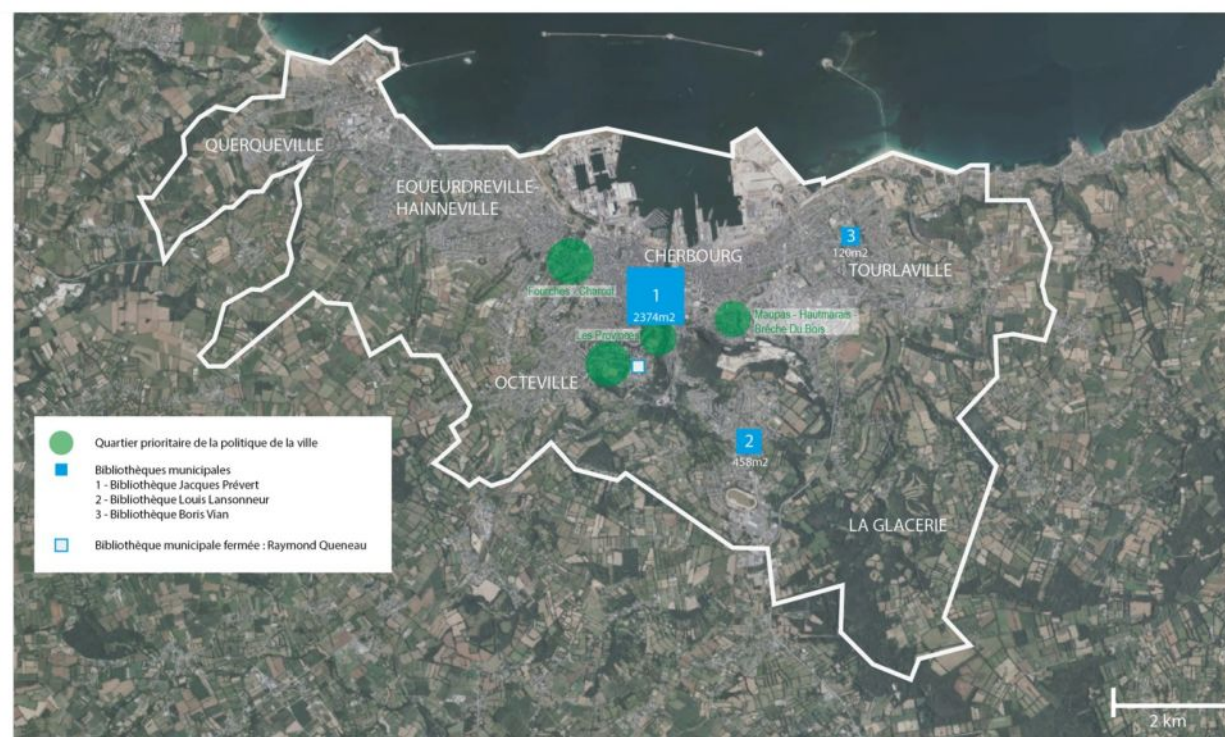 QUERQUEVILLE
EQUEURDREVILLE-
HAINNEVILLE
CHERBOURG
3
120m2
TOURLAVILLE
Fourches - Charcot
1
2374m2
Maupas - Hautmarais -
Brèche Du Bois
Les Provinces
OCTEVILLE
2
458m2
LA GLACERIE
Quartier prioritaire de la politique de la ville
Bibliothèques municipales
1 - Bibliothèque Jacques Prévert
2 - Bibliothèque Louis Lansonneur
3 - Bibliothèque Boris Vian
Bibliothèque municipale fermée : Raymond Queneau
2 km